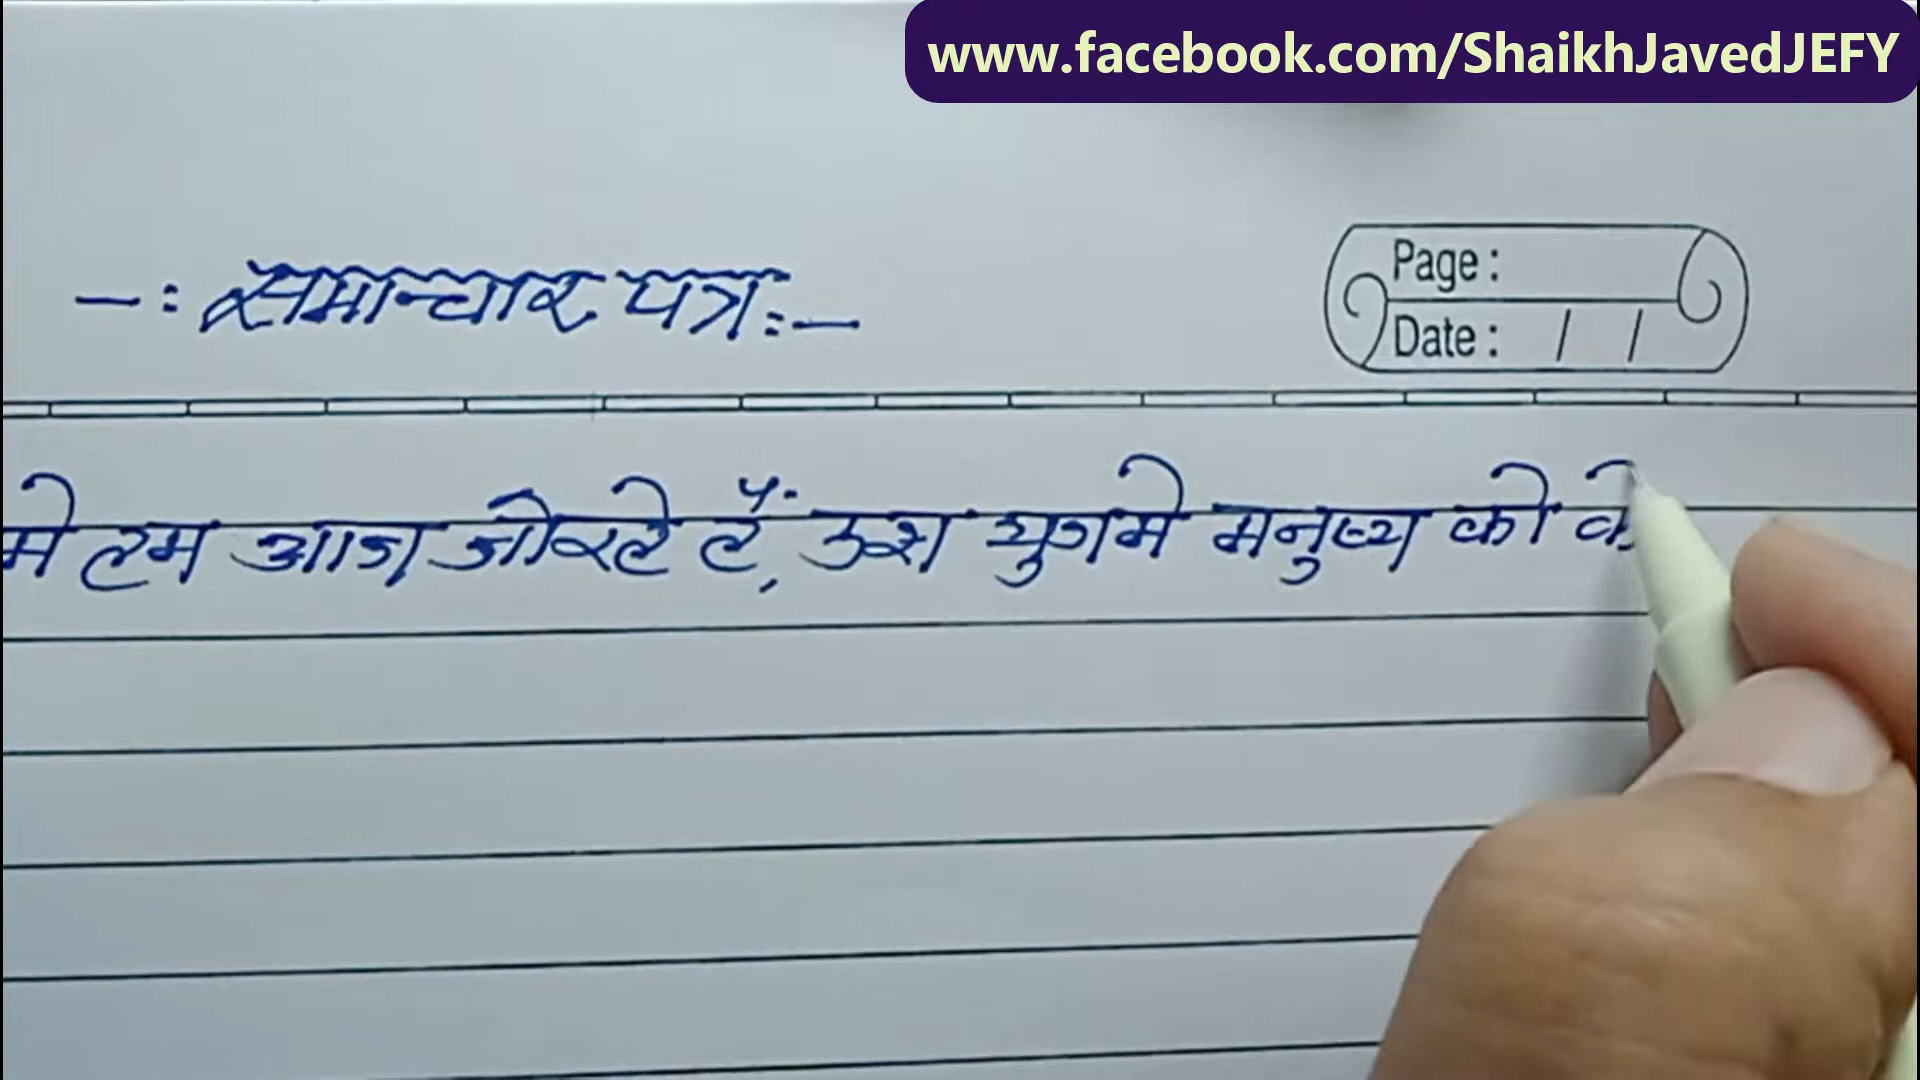 www.facebook.com/ShaikhJavedJEFY
-: समाचार पत्र :-
Page :
Date : / /
मे हम आज जी रहे हैं, उस युग मे मनुष्य को के